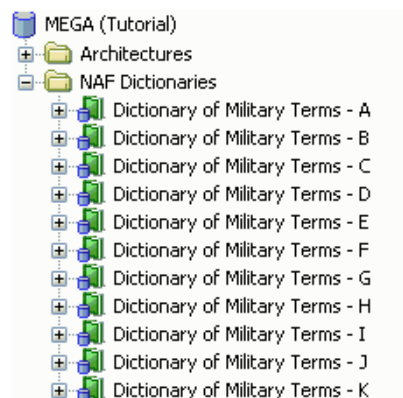 MEGA (Tutorial)
Architectures
NAF Dictionaries
Dictionary of Military Terms - A
Dictionary of Military Terms - B
Dictionary of Military Terms - C
Dictionary of Military Terms - D
Dictionary of Military Terms - E
Dictionary of Military Terms - F
Dictionary of Military Terms - G
Dictionary of Military Terms - H
Dictionary of Military Terms - I
Dictionary of Military Terms - J
Dictionary of Military Terms - K